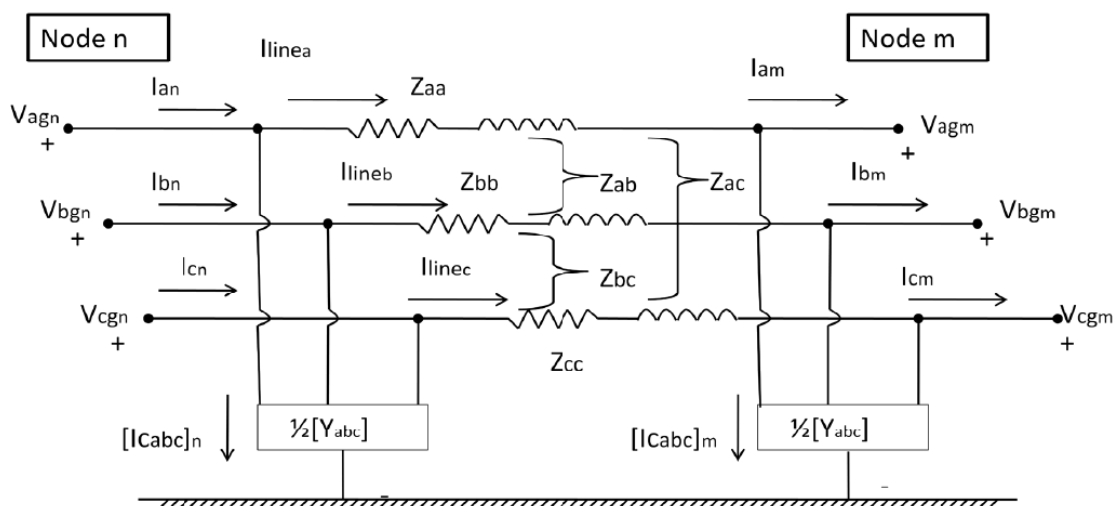 Node n
Node m
Ilinea
Ian
Zaa
Iam
Vagn
+
Vagm
+
Ibn
Ilineb
Zbb
Zab
Zac
Ibm
Vbgn
+
Vbgm
+
Icn
Ilinec
Zbc
Icm
Vcgn
+
Vcgm
+
Zcc
[Icabc]n
½[Yabc]
[Icabc]m
½[Yabc]